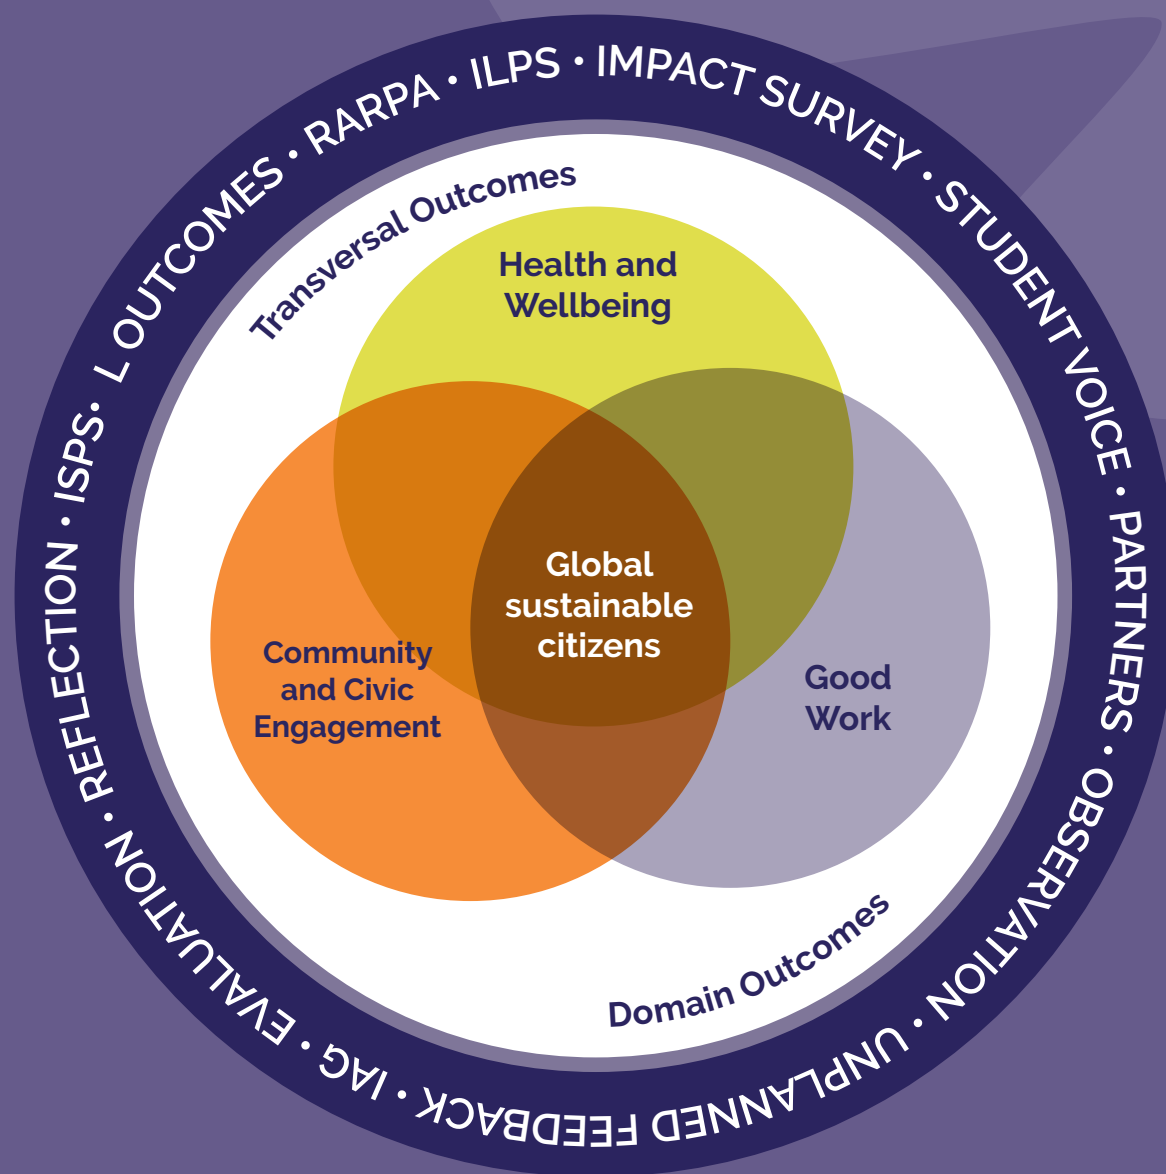 IMPACT SURVEY • STUDENT VOICE • PARTNERS • OBSERVATION • UNPLANNED FEEDBACK • IAG • EVALUATION • REFLECTION • ISPS• L OUTCOMES • RARPA • ILPS •
Transversal Outcomes
Health and
Wellbeing
Global
sustainable
citizens
Community
and Civic
Engagement
Good
Work
Domain Outcomes